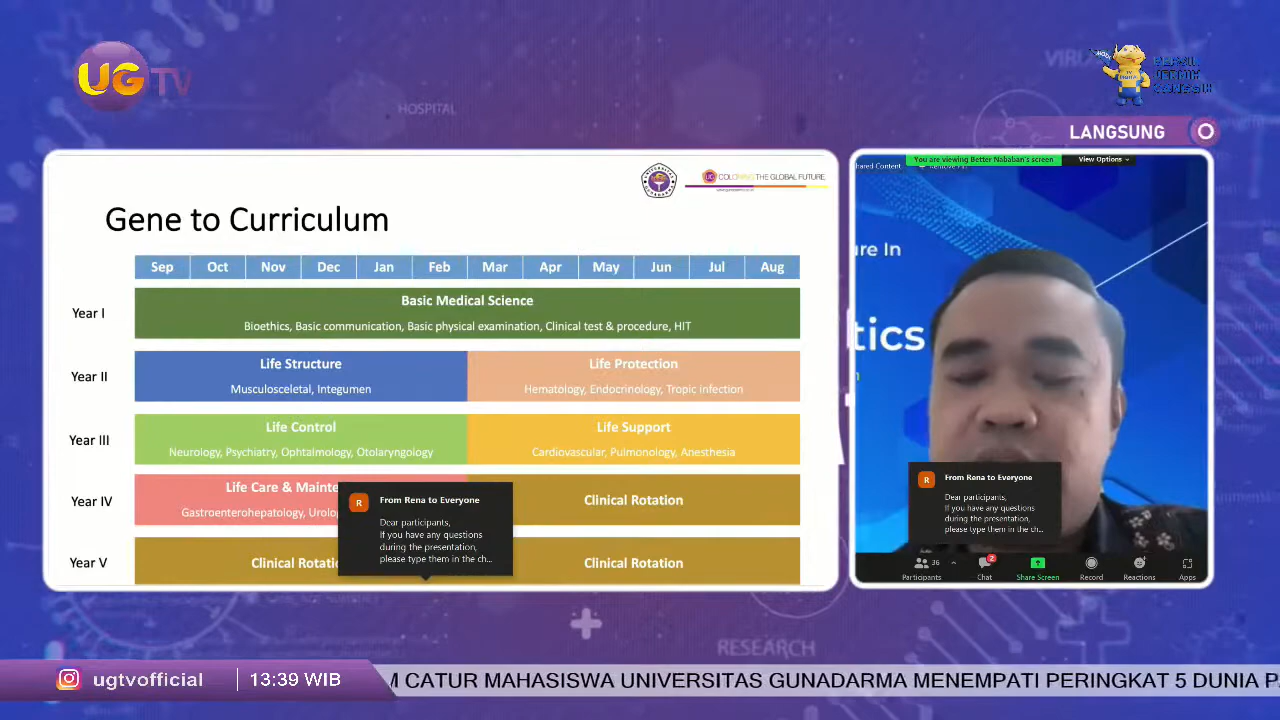 UGTV
HOSPITAL
LANGSUNG
UG COLORING THE GLOBAL FUTURE
Gene to Curriculum
Sep Oct Nov Dec Jan Feb Mar Apr May Jun Jul Aug
Year I
Basic Medical Science
Bioethics, Basic communication, Basic physical examination, Clinical test & procedure, HIT
Year II
Life Structure
Musculosceletal, Integumen
Life Protection
Hematology, Endocrinology, Tropic infection
Year III
Life Control
Neurology, Psychiatry, Ophtalmology, Otolaryngology
Life Support
Cardiovascular, Pulmonology, Anesthesia
Year IV
Life Care & Mainte
Gastroenterohepatology, Urolo
Clinical Rotation
Year V
Clinical Rotatio
Clinical Rotation
R
From Rena to Everyone
Dear participants,
If you have any questions
during the presentation,
please type them in the ch...
You are viewing Better Nababan's screen
View Options
hared Content
re In
tics
R
From Rena to Everyone
Dear participants,
If you have any questions
during the presentation,
please type them in the ch...
36
2
Participants
Chat
Share Screen
Record
Reactions
Apps
RESEARCH
ugtvofficial
13:39 WIB
M CATUR MAHASISWA UNIVERSITAS GUNADARMA MENEMPATI PERINGKAT 5 DUNIA P